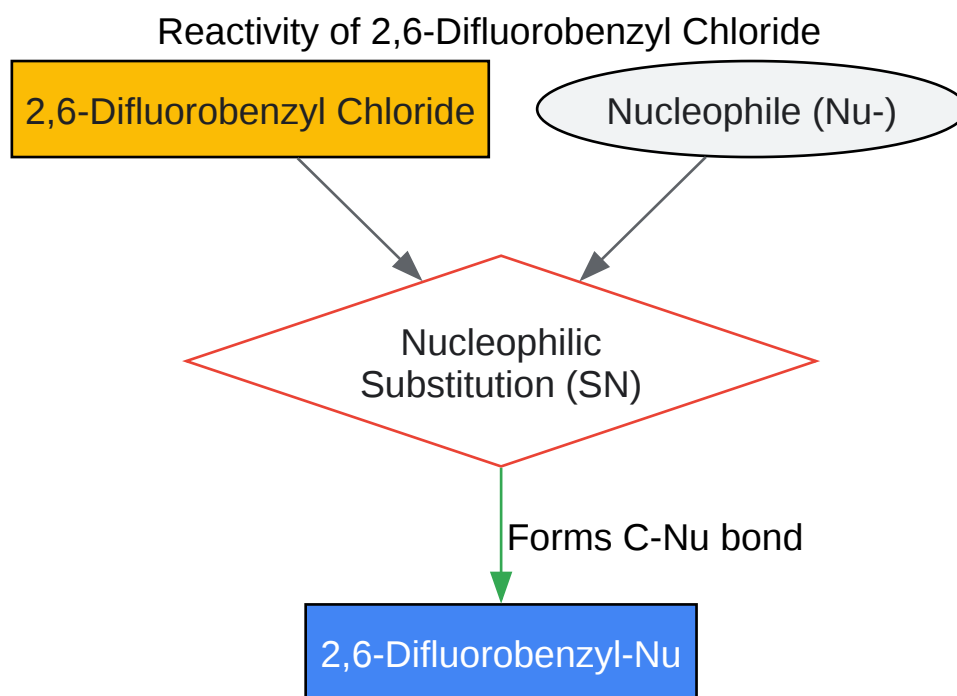 Reactivity of 2,6-Difluorobenzyl Chloride
2,6-Difluorobenzyl Chloride
Nucleophile (Nu-)
Nucleophilic
Substitution (SN)
Forms C-Nu bond
2,6-Difluorobenzyl-Nu